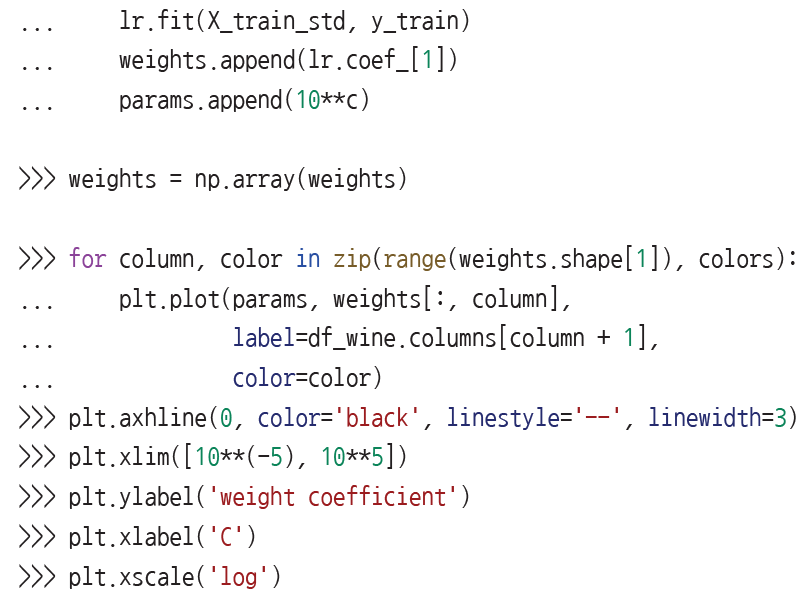 ...     lr.fit(X_train_std, y_train)
...     weights.append(lr.coef_[1])
...     params.append(10**c)
>>> weights = np.array(weights)
>>> for column, color in zip(range(weights.shape[1]), colors):
...     plt.plot(params, weights[:, column],
...              label=df_wine.columns[column + 1],
...              color=color)
>>> plt.axhline(0, color='black', linestyle='--', linewidth=3)
>>> plt.xlim([10**(-5), 10**5])
>>> plt.ylabel('weight coefficient')
>>> plt.xlabel('C')
>>> plt.xscale('log')